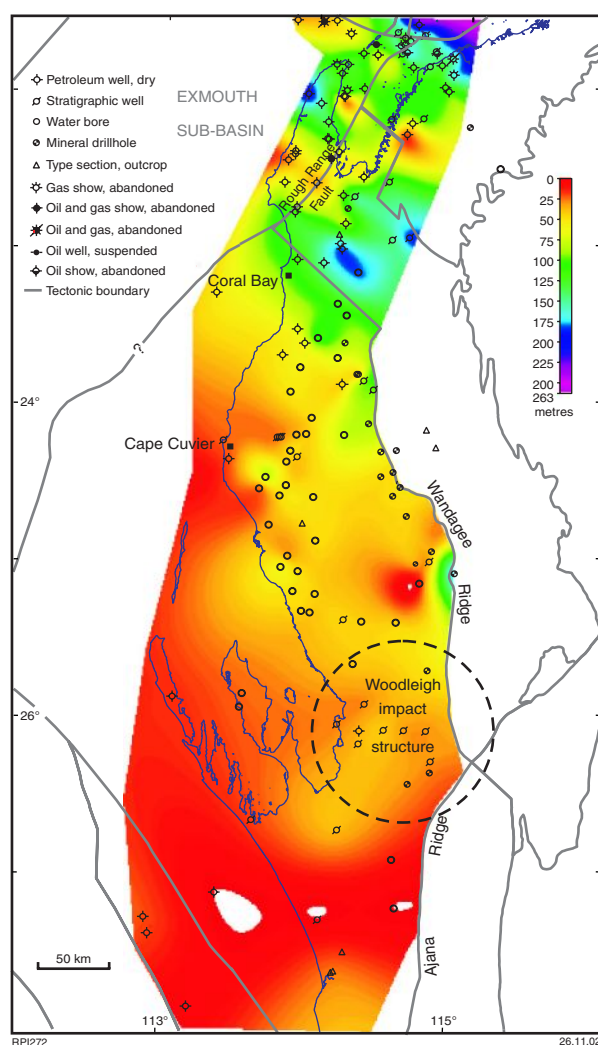 Petroleum well, dry
Stratigraphic well
Water bore
Mineral drillhole
Type section, outcrop
Gas show, abandoned
Oil and gas show, abandoned
Oil and gas, abandoned
Oil well, suspended
Oil show, abandoned
Tectonic boundary
EXMOUTH
SUB-BASIN
Rough Range
Fault
Coral Bay
?
24°
Cape Cuvier
Wandagee
Ridge
0
25
50
75
100
125
150
175
200
225
200
263
metres
Woodleigh
impact
structure
26°
Ajana
Ridge
50 km
113°
115°
RPI272
26.11.02